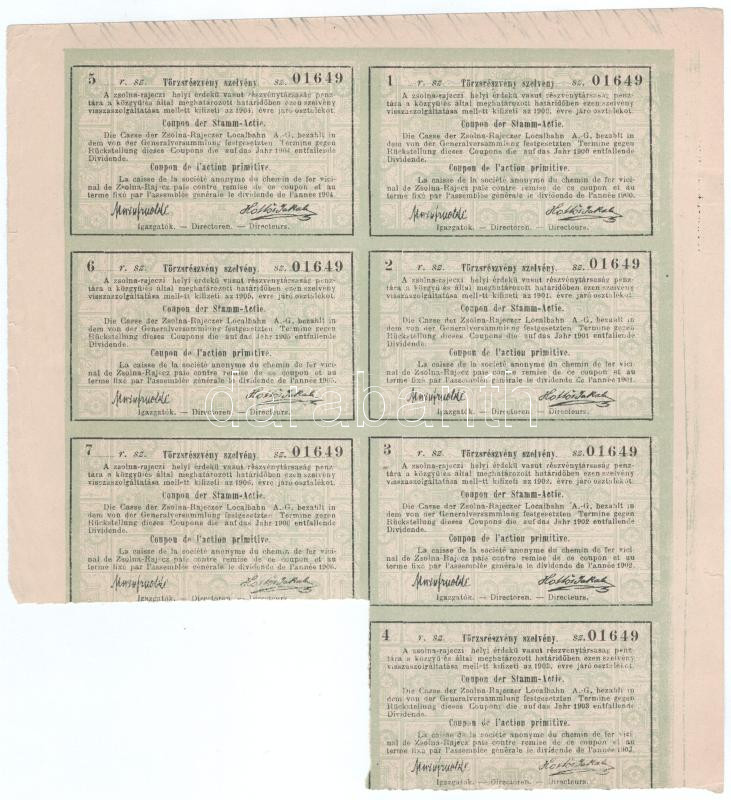 5 r. sz. Törzsrészvény szelvény. sz. 01649
A zsolna-rajeczi helyi érdekű vasut részvénytársaság pénz-
tára a közgyűlés által meghatározott határidőben ezen szelvény
visszaszolgáltatása mellett kifizeti az 1904. évre járó osztalékot.
Coupon der Stamm-Actie.
Die Casse der Zsolna-Rajeczer Localbahn A.-G. bezahlt in
dem von der Generalversammlung festgesetzten Termine gegen
Rückstellung dieses Coupons die auf das Jahr 1904 entfallende
Dividende.
Coupon de l'action primitive.
La caisse de la société anonyme du chemin de fer vici-
nal de Zsolna-Rajecz paie contre remise de ce coupon et au
terme fixé par l'assemblée générale le dividende de l'année 1904.
Igazgatók. — Directoren. — Directeurs.
1 r. sz. Törzsrészvény szelvény. sz. 01649
A zsolna-rajeczi helyi érdekű vasut részvénytársaság pénz-
tára a közgyűlés által meghatározott határidőben ezen szelvény
visszaszolgáltatása mellett kifizeti az 1900. évre járó osztalékot.
Coupon der Stamm-Actie.
Die Casse der Zsolna-Rajeczer Localbahn A.-G. bezahlt in
dem von der Generalversammlung festgesetzten Termine gegen
Rückstellung dieses Coupons die auf das Jahr 1900 entfallende
Dividende.
Coupon de l'action primitive.
La caisse de la société anonyme du chemin de fer vici-
nal de Zsolna-Rajecz paie contre remise de ce coupon et au
terme fixé par l'assemblée générale le dividende de l'année 1900.
Igazgatók. — Directoren. — Directeurs.
6 r. sz. Törzsrészvény szelvény. sz. 01649
A zsolna-rajeczi helyi érdekű vasut részvénytársaság pénz-
tára a közgyűlés által meghatározott határidőben ezen szelvény
visszaszolgáltatása mellett kifizeti az 1905. évre járó osztalékot.
Coupon der Stamm-Actie.
Die Casse der Zsolna-Rajeczer Localbahn A.-G. bezahlt in
dem von der Generalversammlung festgesetzten Termine gegen
Rückstellung dieses Coupons die auf das Jahr 1905 entfallende
Dividende.
Coupon de l'action primitive.
La caisse de la société anonyme du chemin de fer vici-
nal de Zsolna-Rajecz paie contre remise de ce coupon et au
terme fixé par l'assemblée générale le dividende de l'année 1905.
Igazgatók. — Directoren. — Directeurs.
2 r. sz. Törzsrészvény szelvény. sz. 01649
A zsolna-rajeczi helyi érdekű vasut részvénytársaság pénz-
tára a közgyűlés által meghatározott határidőben ezen szelvény
visszaszolgáltatása mellett kifizeti az 1901. évre járó osztalékot.
Coupon der Stamm-Actie.
Die Casse der Zsolna-Rajeczer Localbahn A.-G. bezahlt in
dem von der Generalversammlung festgesetzten Termine gegen
Rückstellung dieses Coupons die auf das Jahr 1901 entfallende
Dividende.
Coupon de l'action primitive.
La caisse de la société anonyme du chemin de fer vici-
nal de Zsolna-Rajecz paie contre remise de ce coupon et au
terme fixé par l'assemblée générale le dividende de l'année 1901.
Igazgatók. — Directoren. — Directeurs.
darabanth
7 r. sz. Törzsrészvény szelvény. sz. 01649
A zsolna-rajeczi helyi érdekű vasut részvénytársaság pénz-
tára a közgyűlés által meghatározott határidőben ezen szelvény
visszaszolgáltatása mellett kifizeti az 1906. évre járó osztalékot.
Coupon der Stamm-Actie.
Die Casse der Zsolna-Rajeczer Localbahn A.-G. bezahlt in
dem von der Generalversammlung festgesetzten Termine gegen
Rückstellung dieses Coupons die auf das Jahr 1906 entfallende
Dividende.
Coupon de l'action primitive.
La caisse de la société anonyme du chemin de fer vici-
nal de Zsolna-Rajecz paie contre remise de ce coupon et au
terme fixé par l'assemblée générale le dividende de l'année 1906.
Igazgatók. — Directoren. — Directeurs.
3 r. sz. Törzsrészvény szelvény. sz. 01649
A zsolna-rajeczi helyi érdekű vasut részvénytársaság pénz-
tára a közgyűlés által meghatározott határidőben ezen szelvény
visszaszolgáltatása mellett kifizeti az 1902. évre járó osztalékot.
Coupon der Stamm-Actie.
Die Casse der Zsolna-Rajeczer Localbahn A.-G. bezahlt in
dem von der Generalversammlung festgesetzten Termine gegen
Rückstellung dieses Coupons die auf das Jahr 1902 entfallende
Dividende.
Coupon de l'action primitive.
La caisse de la société anonyme du chemin de fer vici-
nal de Zsolna-Rajecz paie contre remise de ce coupon et au
terme fixé par l'assemblée générale le dividende de l'année 1902.
Igazgatók. — Directoren. — Directeurs.
4 r. sz. Törzsrészvény szelvény. sz. 01649
A zsolna-rajeczi helyi érdekű vasut részvénytársaság pénz-
tára a közgyűlés által meghatározott határidőben ezen szelvény
visszaszolgáltatása mellett kifizeti az 1903. évre járó osztalékot.
Coupon der Stamm-Actie.
Die Casse der Zsolna-Rajeczer Localbahn A.-G. bezahlt in
dem von der Generalversammlung festgesetzten Termine gegen
Rückstellung dieses Coupons die auf das Jahr 1903 entfallende
Dividende.
Coupon de l'action primitive.
La caisse de la société anonyme du chemin de fer vici-
nal de Zsolna-Rajecz paie contre remise de ce coupon et au
terme fixé par l'assemblée générale le dividende de l'année 1903.
Igazgatók. — Directoren. — Directeurs.